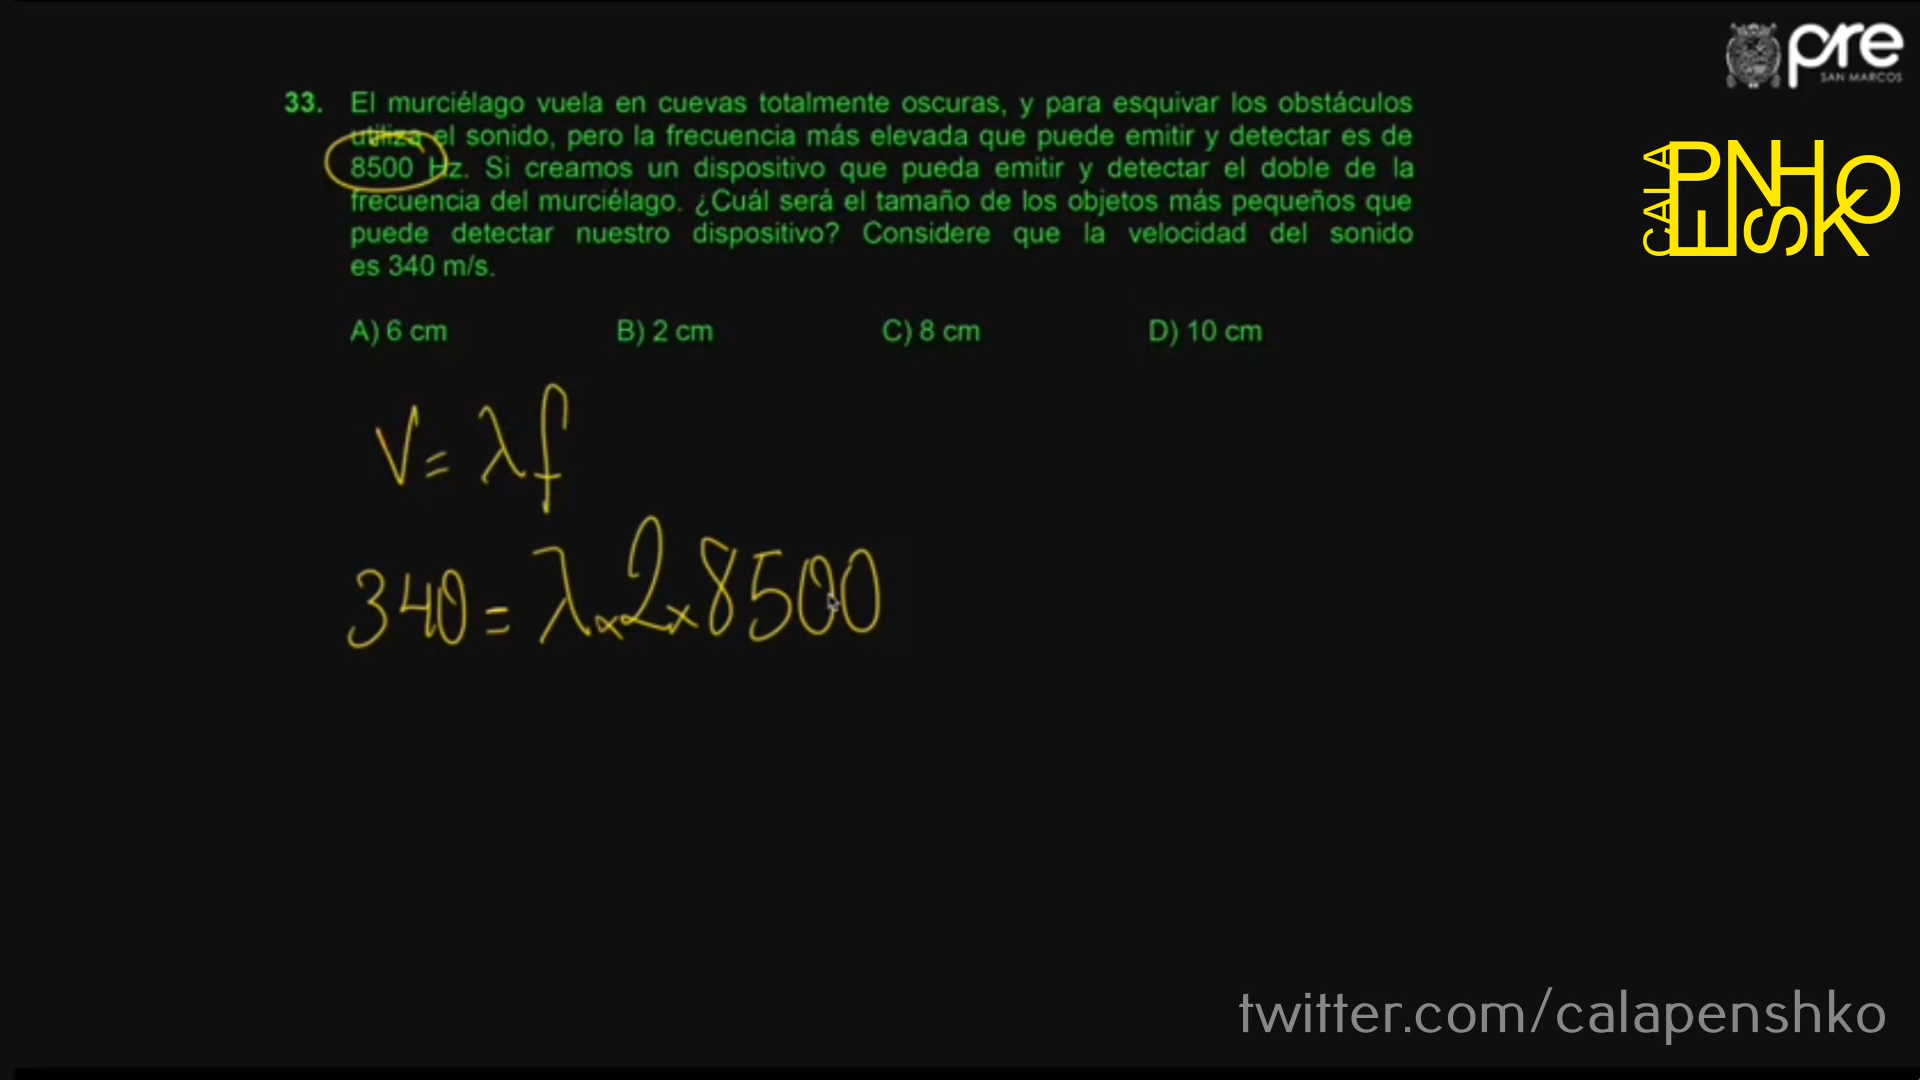 pre
SAN MARCOS
33. El murciélago vuela en cuevas totalmente oscuras, y para esquivar los obstáculos
utiliza el sonido, pero la frecuencia más elevada que puede emitir y detectar es de
8500 Hz. Si creamos un dispositivo que pueda emitir y detectar el doble de la
frecuencia del murciélago. ¿Cuál será el tamaño de los objetos más pequeños que
puede detectar nuestro dispositivo? Considere que la velocidad del sonido
es 340 m/s.
CALA PENSHKO
A) 6 cm B) 2 cm C) 8 cm D) 10 cm
V = λf
340 = λ x 2 x 8500
twitter.com/calapenshko